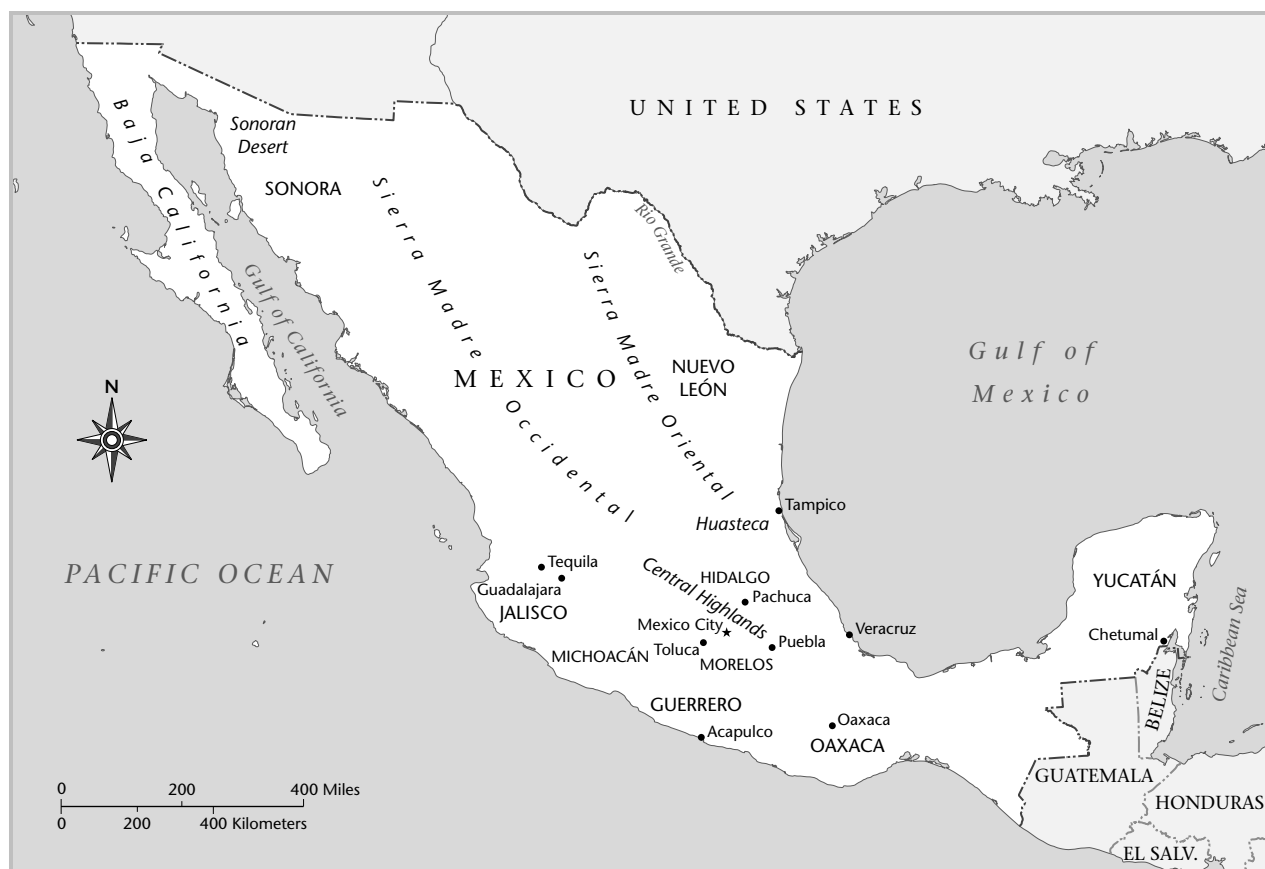 UNITED STATES
Baja California
Sonoran
Desert
SONORA
Sierra Madre Occidental
Rio Grande
Sierra Madre Oriental
Gulf of California
Gulf of
Mexico
NUEVO
LEÓN
MEXICO
N
Tampico
Huasteca
PACIFIC OCEAN
Tequila
Guadalajara
JALISCO
Central Highlands
HIDALGO
Pachuca
YUCATÁN
Mexico City
Veracruz
Chetumal
Caribbean Sea
MICHOACÁN
Toluca
Puebla
MORELOS
BELIZE
GUERRERO
Acapulco
Oaxaca
OAXACA
GUATEMALA
HONDURAS
EL SALV.
0 200 400 Miles
0 200 400 Kilometers